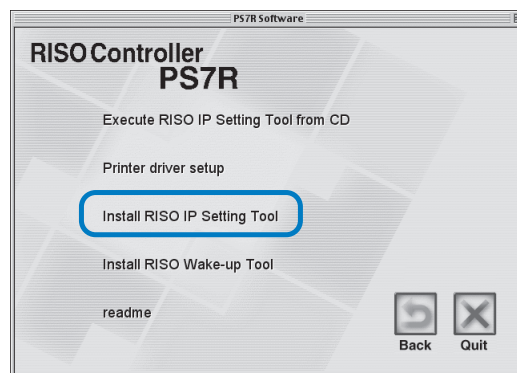 PS7R Software
RISO Controller
PS7R
Execute RISO IP Setting Tool from CD
Printer driver setup
Install RISO IP Setting Tool
Install RISO Wake-up Tool
readme
Back Quit